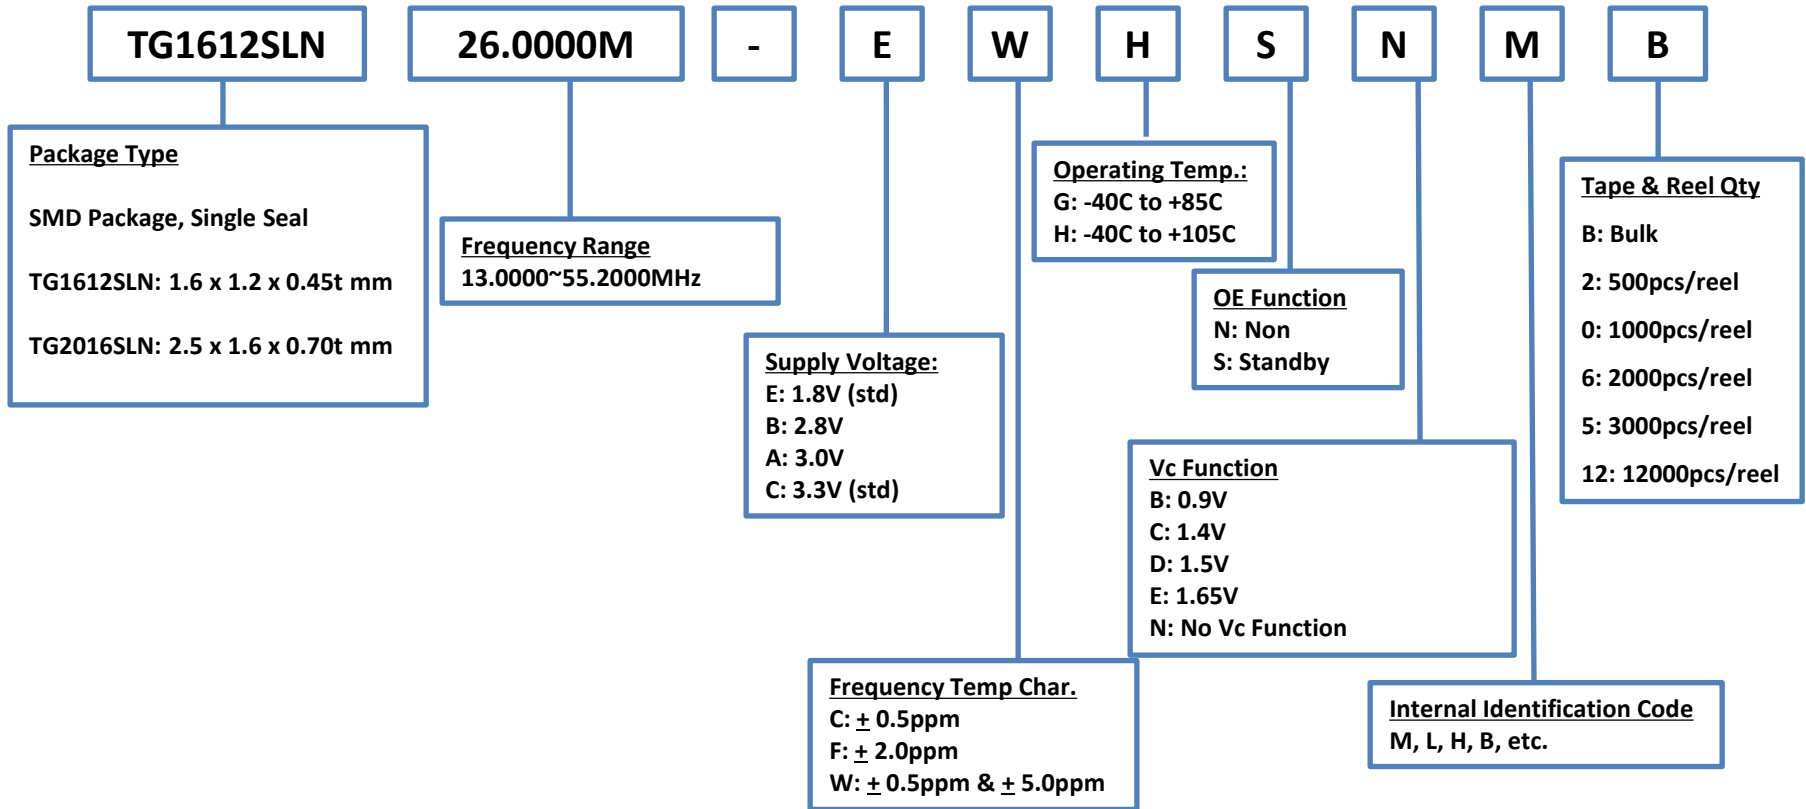 TG1612SLN 26.0000M - E W H S N M B
Package Type
SMD Package, Single Seal
TG1612SLN: 1.6 x 1.2 x 0.45t mm
TG2016SLN: 2.5 x 1.6 x 0.70t mm
Frequency Range
13.0000~55.2000MHz
Supply Voltage:
E: 1.8V (std)
B: 2.8V
A: 3.0V
C: 3.3V (std)
Frequency Temp Char.
C: ± 0.5ppm
F: ± 2.0ppm
W: ± 0.5ppm & ± 5.0ppm
Operating Temp.:
G: -40C to +85C
H: -40C to +105C
OE Function
N: Non
S: Standby
Vc Function
B: 0.9V
C: 1.4V
D: 1.5V
E: 1.65V
N: No Vc Function
Internal Identification Code
M, L, H, B, etc.
Tape & Reel Qty
B: Bulk
2: 500pcs/reel
0: 1000pcs/reel
6: 2000pcs/reel
5: 3000pcs/reel
12: 12000pcs/reel